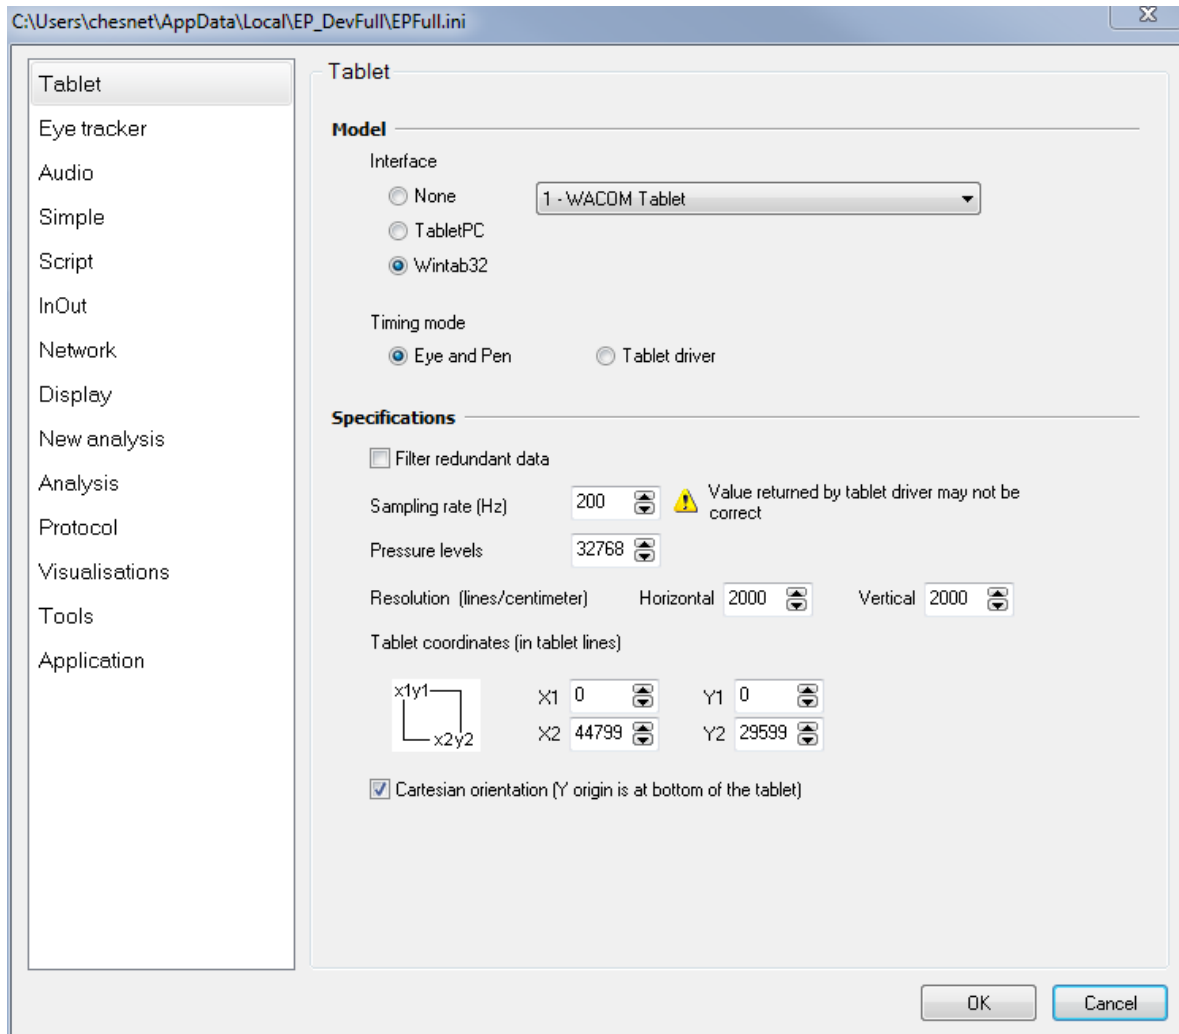 C:\Users\chesnet\AppData\Local\EP_DevFull\EPFull.ini
Tablet
Eye tracker
Audio
Simple
Script
InOut
Network
Display
New analysis
Analysis
Protocol
Visualisations
Tools
Application
Tablet
Model
Interface
None
1 - WACOM Tablet
TabletPC
Wintab32
Timing mode
Eye and Pen
Tablet driver
Specifications
Filter redundant data
Sampling rate (Hz) 200 Value returned by tablet driver may not be
correct
Pressure levels 32768
Resolution (lines/centimeter) Horizontal 2000 Vertical 2000
Tablet coordinates (in tablet lines)
x1y1
x2y2
X1 0 Y1 0
X2 44799 Y2 29599
Cartesian orientation (Y origin is at bottom of the tablet)
OK Cancel